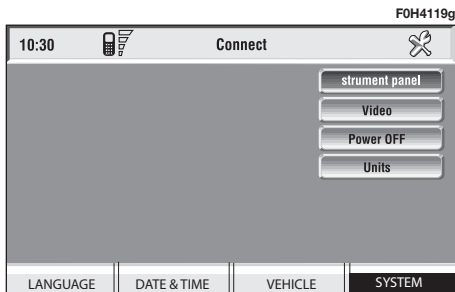 F0H4119g
10:30 Connect
strument panel
Video
Power OFF
Units
LANGUAGE DATE & TIME VEHICLE SYSTEM